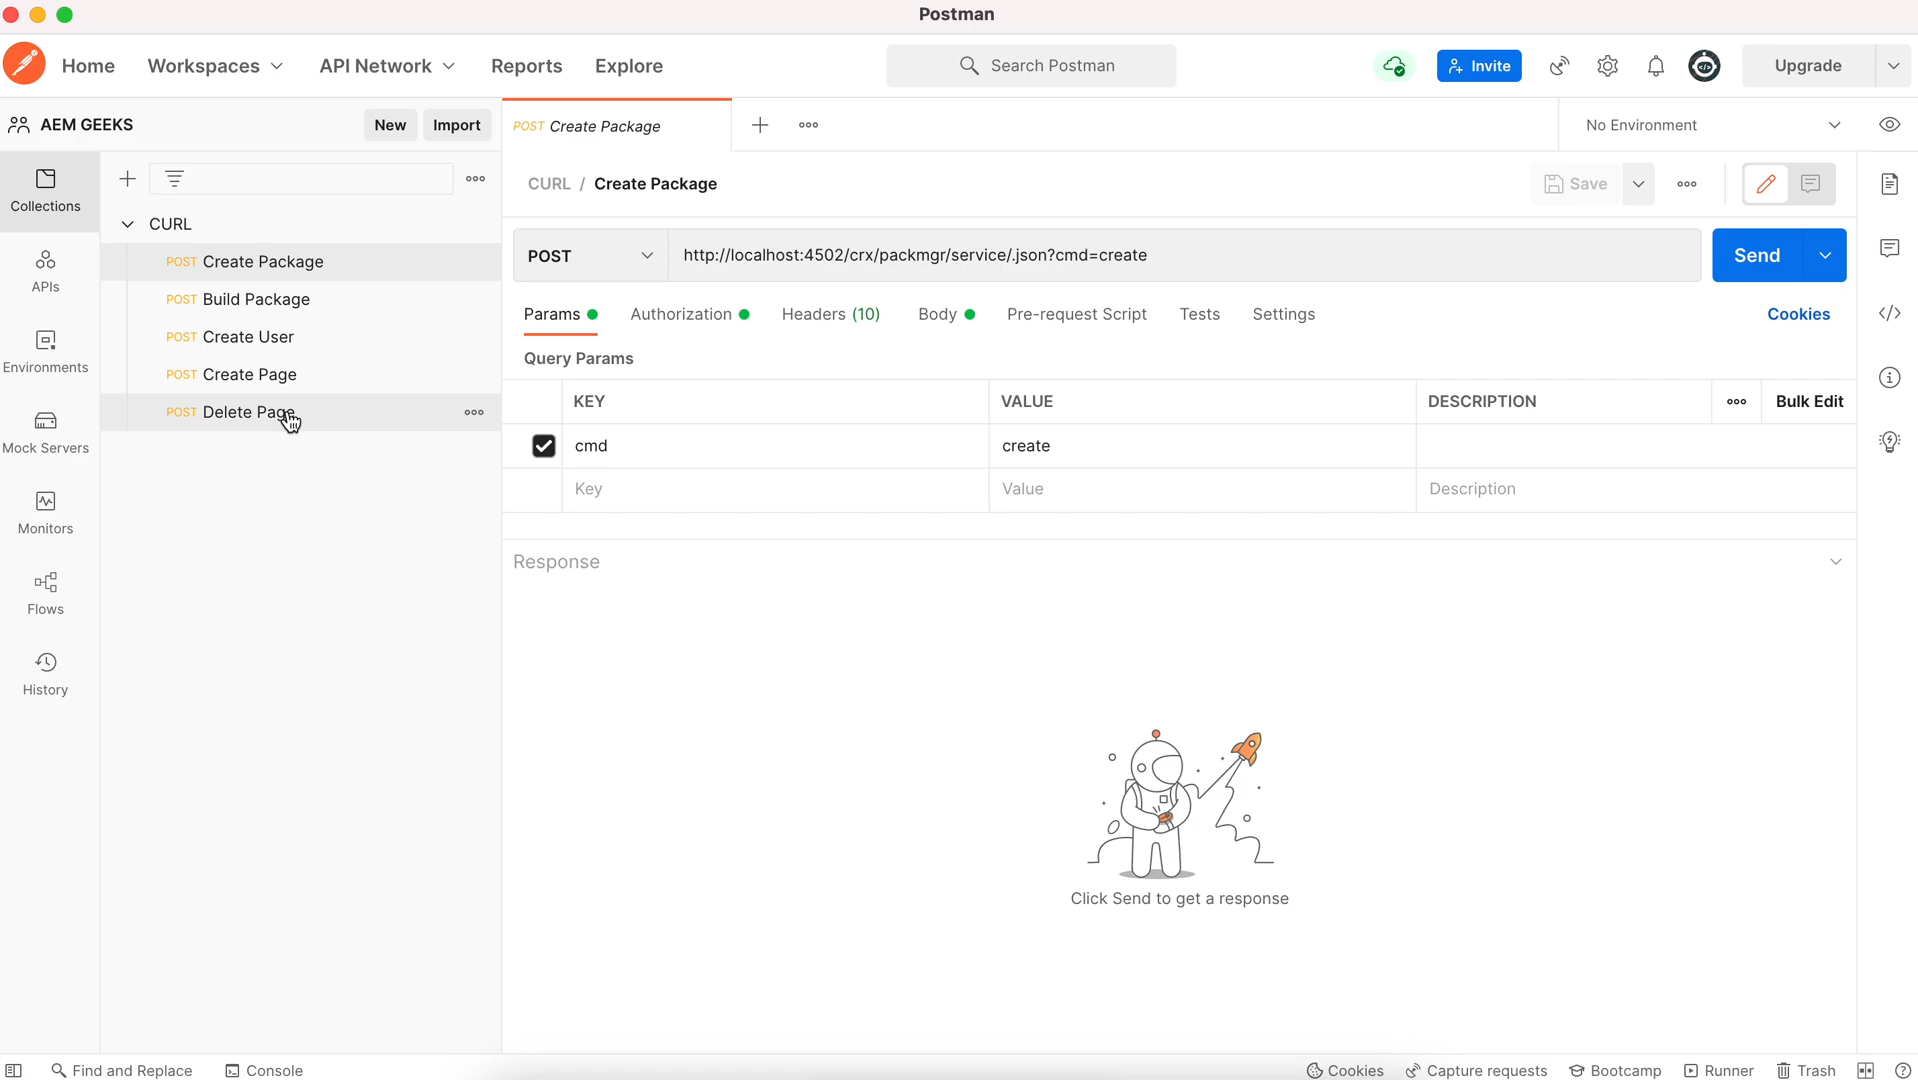 Postman
Home
Workspaces
API Network
Reports
Explore
Search Postman
Invite
Upgrade
AEM GEEKS
New
Import
POST Create Package
No Environment
Collections
CURL / Create Package
Save
CURL
POST Create Package
POST Build Package
POST Create User
POST Create Page
POST Delete Page
APIs
Environments
Mock Servers
Monitors
Flows
History
POST
http://localhost:4502/crx/packmgr/service/.json?cmd=create
Send
Params
Authorization
Headers (10)
Body
Pre-request Script
Tests
Settings
Cookies
Query Params
KEY
VALUE
DESCRIPTION
Bulk Edit
cmd
create
Key
Value
Description
Response
Click Send to get a response
Find and Replace
Console
Cookies
Capture requests
Bootcamp
Runner
Trash